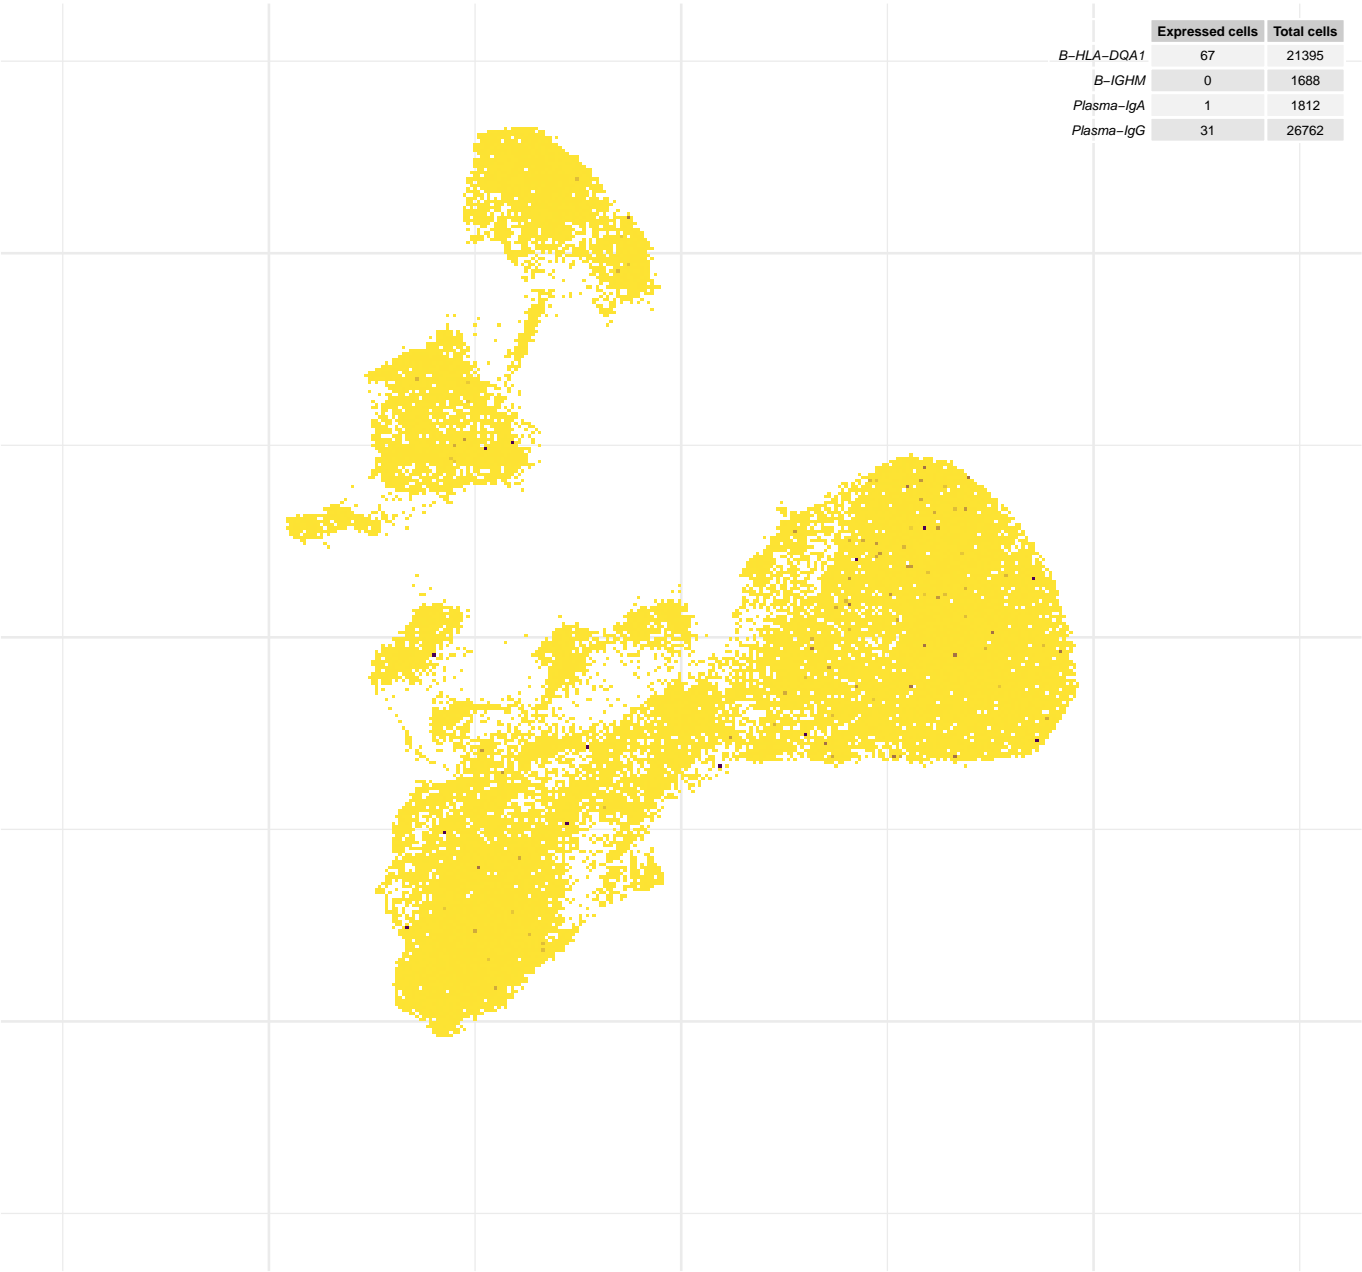 Expressed cells Total cells
B−HLA−DQA1 67 21395
B−IGHM 0 1688
Plasma−IgA 1 1812
Plasma−IgG 31 26762